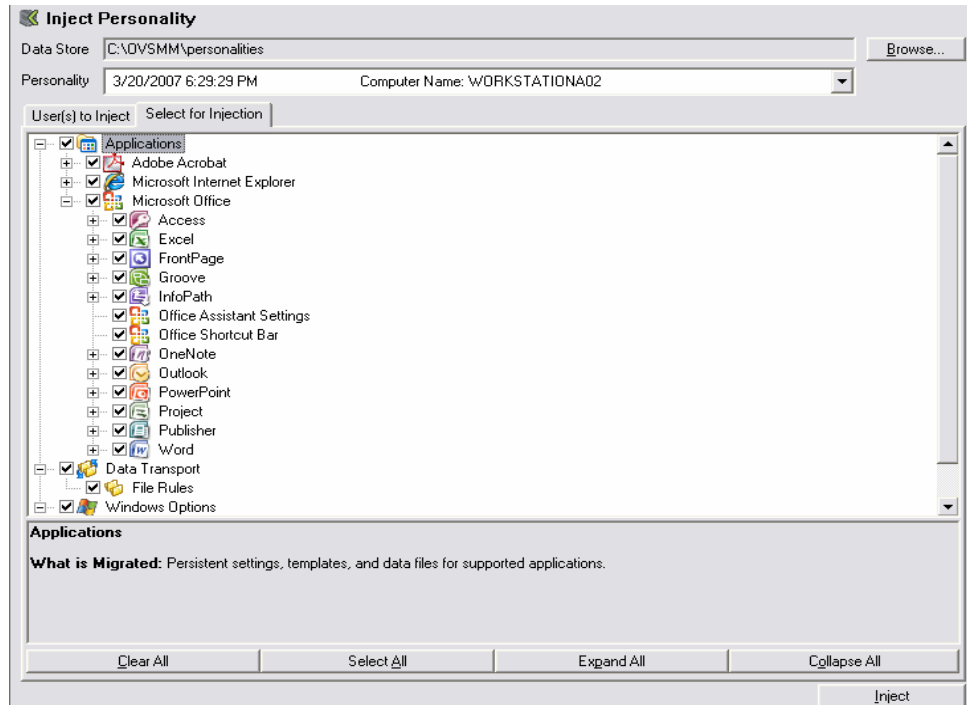 Inject Personality
Data Store C:\OVSMM\personalities Browse...
Personality 3/20/2007 6:29:29 PM Computer Name: WORKSTATIONA02
User(s) to Inject Select for Injection
Applications
Adobe Acrobat
Microsoft Internet Explorer
Microsoft Office
Access
Excel
FrontPage
Groove
InfoPath
Office Assistant Settings
Office Shortcut Bar
OneNote
Outlook
PowerPoint
Project
Publisher
Word
Data Transport
File Rules
Windows Options
Applications
What is Migrated: Persistent settings, templates, and data files for supported applications.
Clear All Select All Expand All Collapse All
Inject